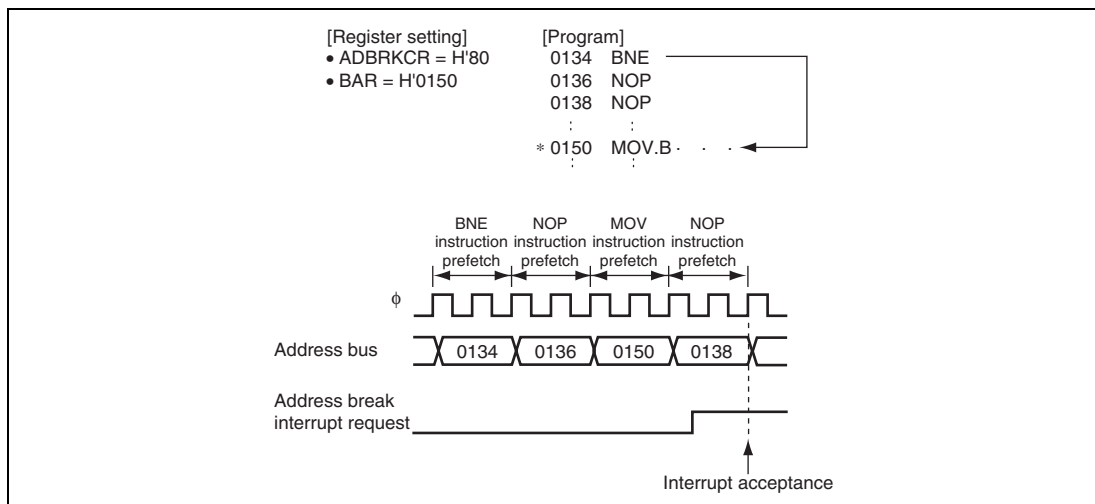 [Register setting]
• ADBRKCR = H'80
• BAR = H'0150
[Program]
0134 BNE
0136 NOP
0138 NOP
* 0150 MOV.B · · ·
BNE instruction prefetch
NOP instruction prefetch
MOV instruction prefetch
NOP instruction prefetch
ϕ
Address bus
0134 0136 0150 0138
Address break
interrupt request
Interrupt acceptance